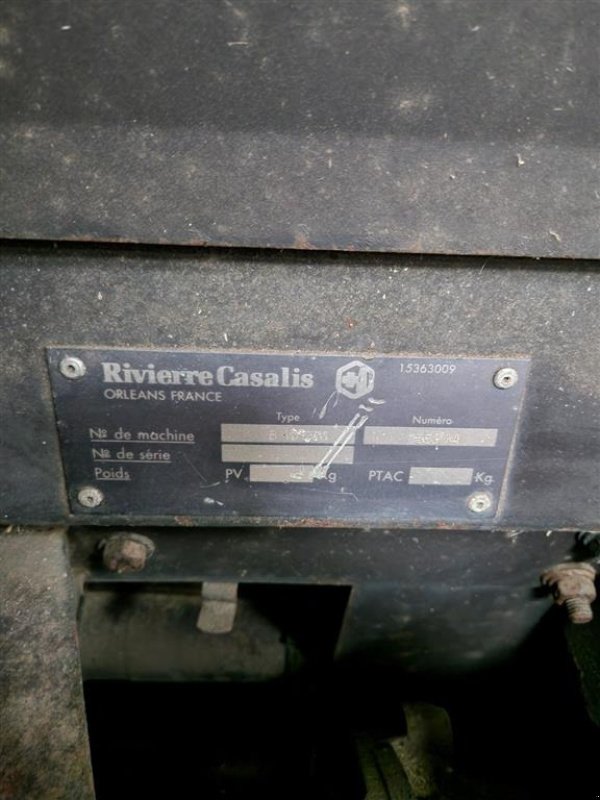 Rivierre Casalis 15363009
ORLEANS FRANCE
Type Numéro
Nº de machine
Nº de série
Poids PV Kg PTAC Kg